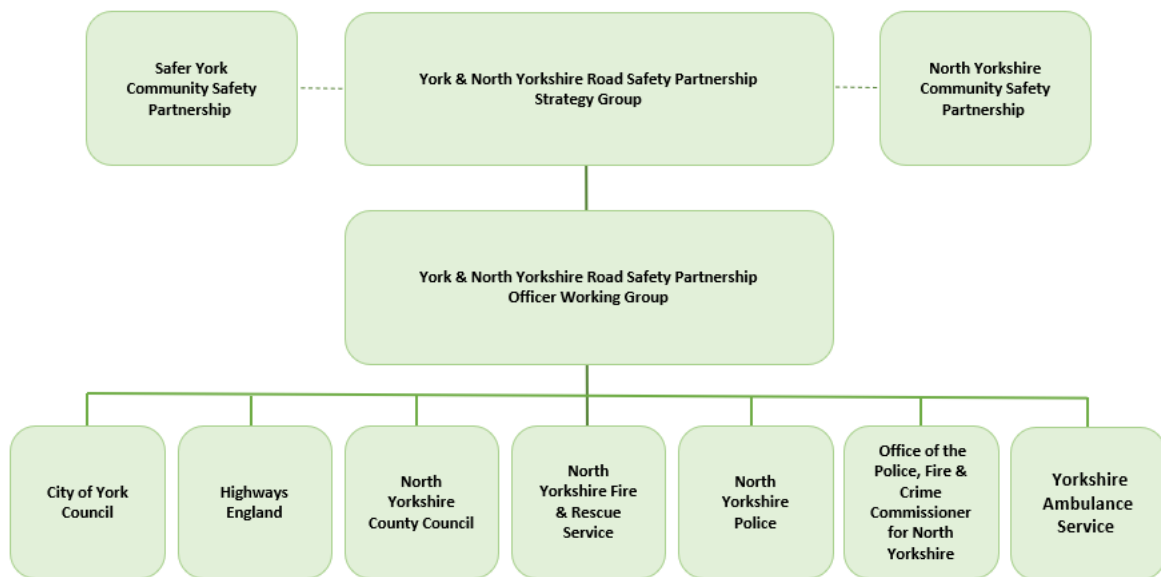 Safer York
Community Safety
Partnership
York & North Yorkshire Road Safety Partnership
Strategy Group
North Yorkshire
Community Safety
Partnership
York & North Yorkshire Road Safety Partnership
Officer Working Group
City of York
Council
Highways
England
North
Yorkshire
County Council
North
Yorkshire Fire
& Rescue
Service
North
Yorkshire
Police
Office of the
Police, Fire &
Crime
Commissioner
for North
Yorkshire
Yorkshire
Ambulance
Service